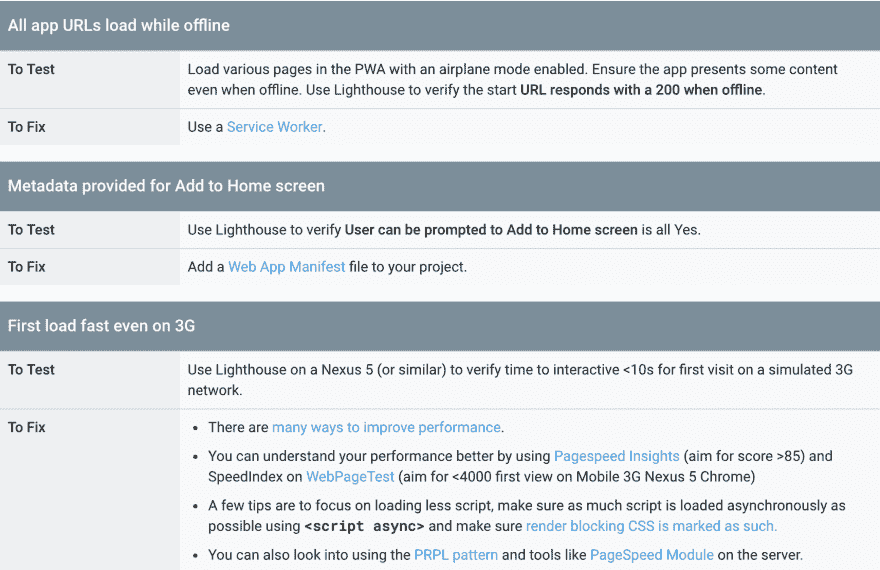 All app URLs load while offline
To Test
Load various pages in the PWA with an airplane mode enabled. Ensure the app presents some content
even when offline. Use Lighthouse to verify the start URL responds with a 200 when offline.
To Fix
Use a Service Worker.
Metadata provided for Add to Home screen
To Test
Use Lighthouse to verify User can be prompted to Add to Home screen is all Yes.
To Fix
Add a Web App Manifest file to your project.
First load fast even on 3G
To Test
Use Lighthouse on a Nexus 5 (or similar) to verify time to interactive <10s for first visit on a simulated 3G
network.
To Fix
• There are many ways to improve performance.
• You can understand your performance better by using Pagespeed Insights (aim for score >85) and
SpeedIndex on WebPageTest (aim for <4000 first view on Mobile 3G Nexus 5 Chrome)
• A few tips are to focus on loading less script, make sure as much script is loaded asynchronously as
possible using <script async> and make sure render blocking CSS is marked as such.
• You can also look into using the PRPL pattern and tools like PageSpeed Module on the server.